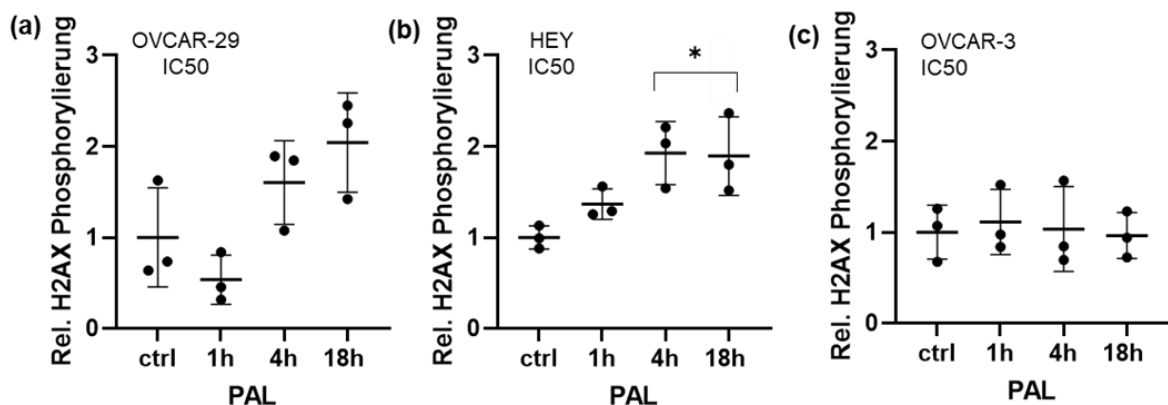 (a)
OVCAR-29
IC50
Rel. H2AX Phosphorylierung
3
2
1
0
ctrl 1h 4h 18h
PAL
(b)
HEY
IC50
*
Rel. H2AX Phosphorylierung
3
2
1
0
ctrl 1h 4h 18h
PAL
(c)
OVCAR-3
IC50
Rel. H2AX Phosphorylierung
3
2
1
0
ctrl 1h 4h 18h
PAL